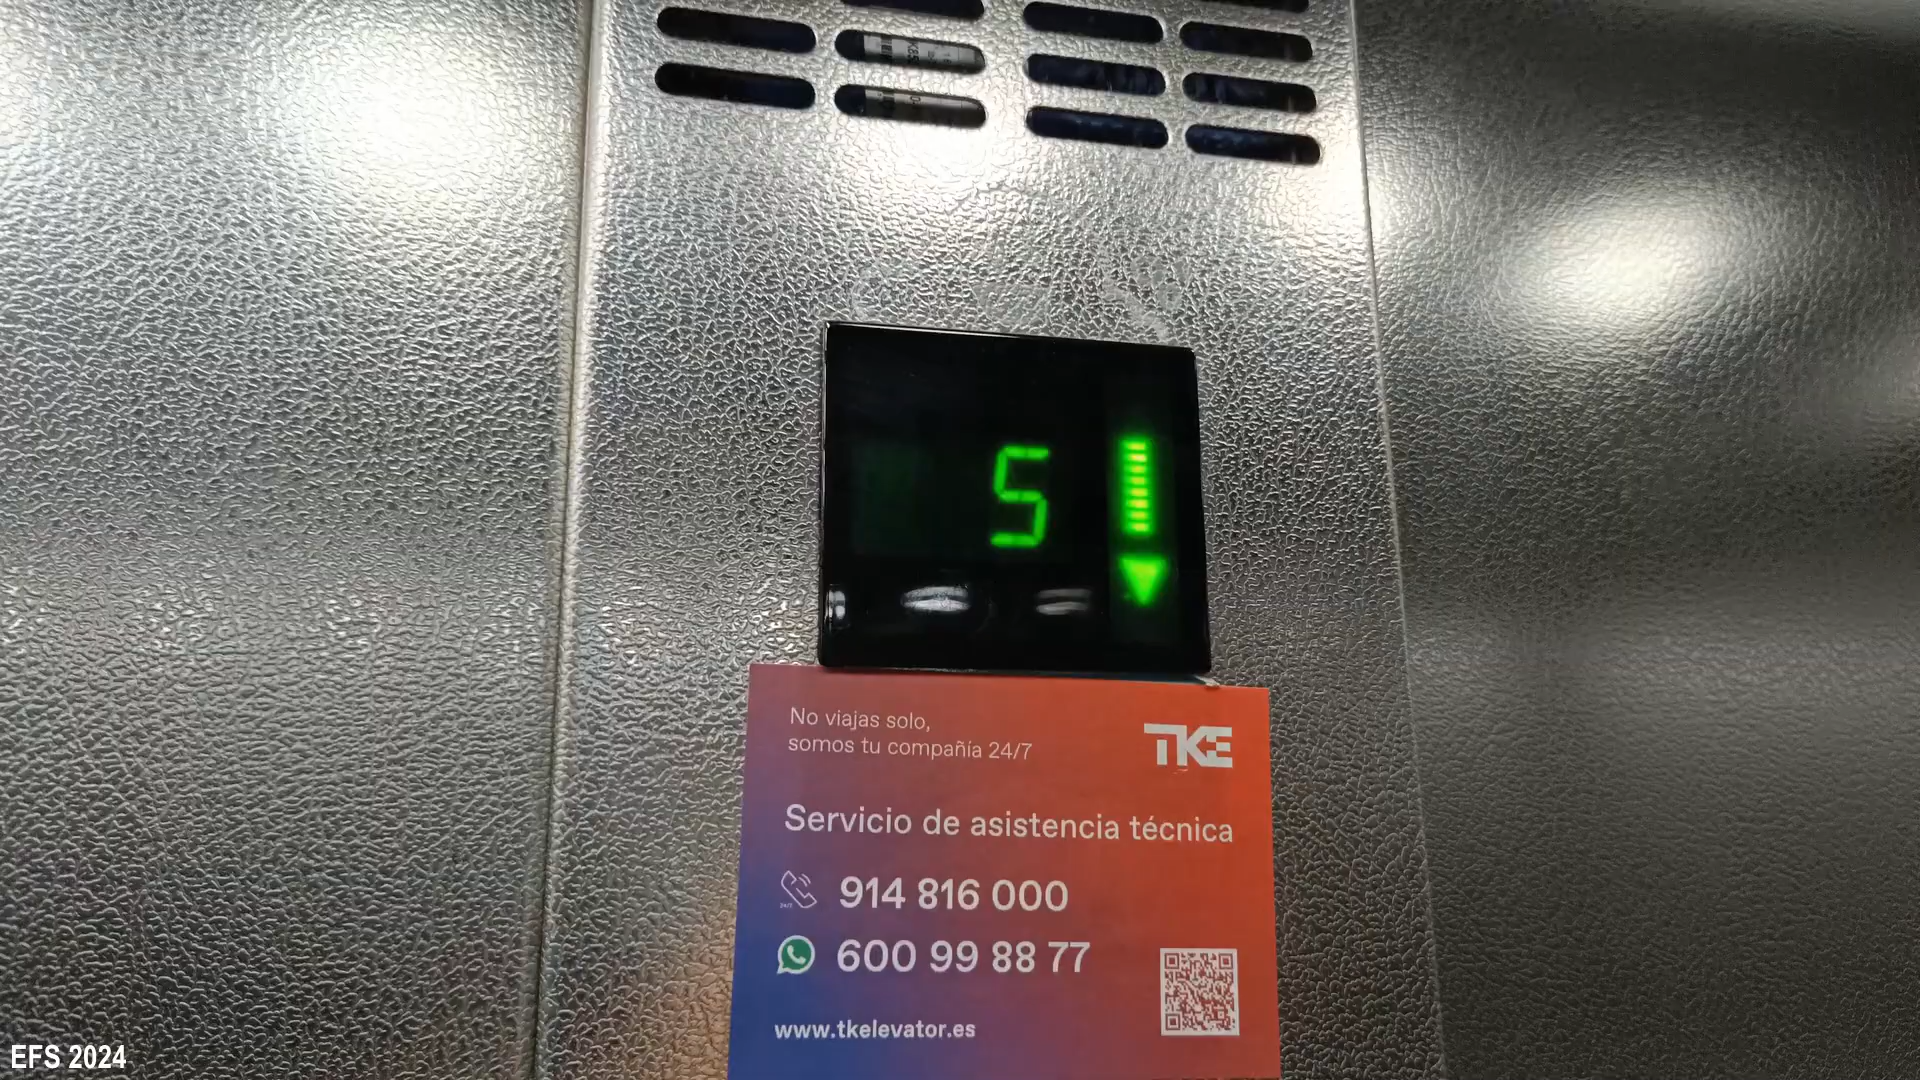 5
No viajas solo,
somos tu compañía 24/7
TKE
Servicio de asistencia técnica
914 816 000
600 99 88 77
www.tkelevator.es
EFS 2024